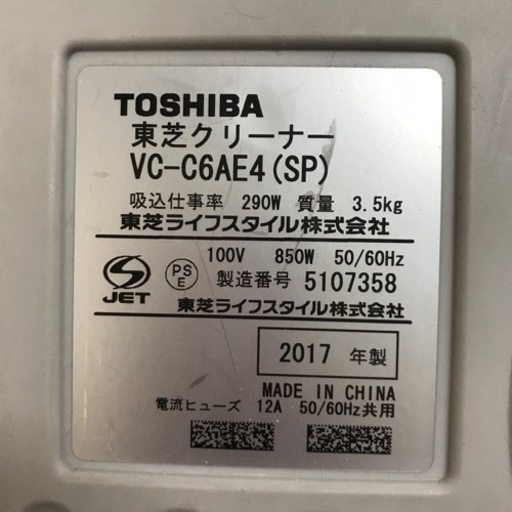 TOSHIBA
東芝クリーナー
VC-C6AE4(SP)
吸込仕事率 290W 質量 3.5kg
東芝ライフスタイル株式会社
100V 850W 50/60Hz
S JET PS E 製造番号 5107358
東芝ライフスタイル株式会社
2017 年製
MADE IN CHINA
電流ヒューズ 12A 50/60Hz共用